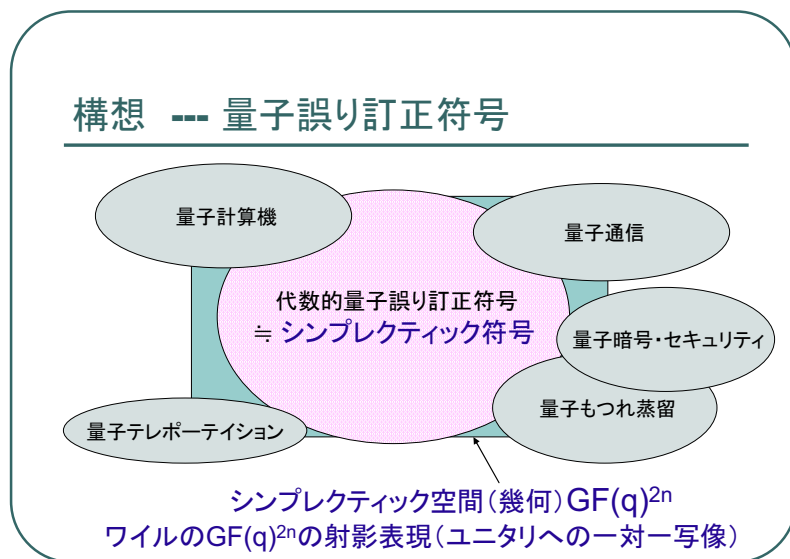 構想 --- 量子誤り訂正符号
量子計算機
量子通信
代数的量子誤り訂正符号
≒ シンプレクティック符号
量子暗号・セキュリティ
量子もつれ蒸留
量子テレポーテイション
シンプレクティック空間(幾何)GF(q)²ⁿ
ワイルのGF(q)²ⁿの射影表現(ユニタリへの一対一写像)